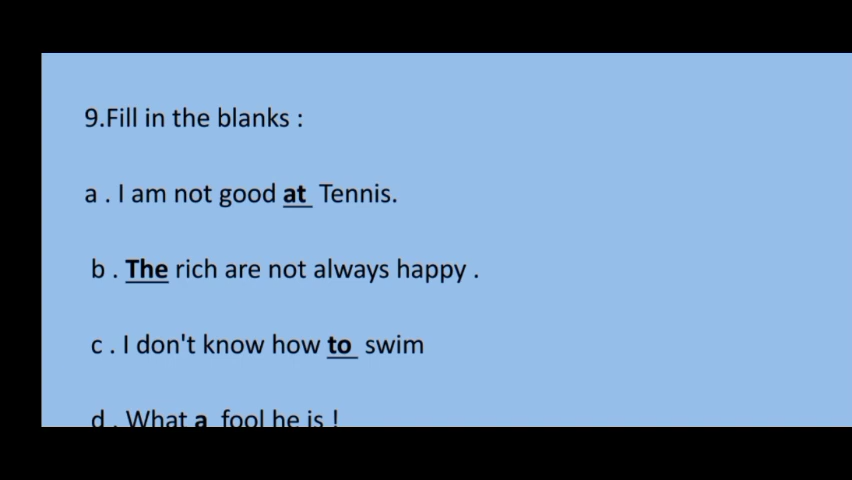 9.Fill in the blanks :
a . I am not good at  Tennis.
b . The rich are not always happy .
c . I don't know how to  swim
d . What a  fool he is !